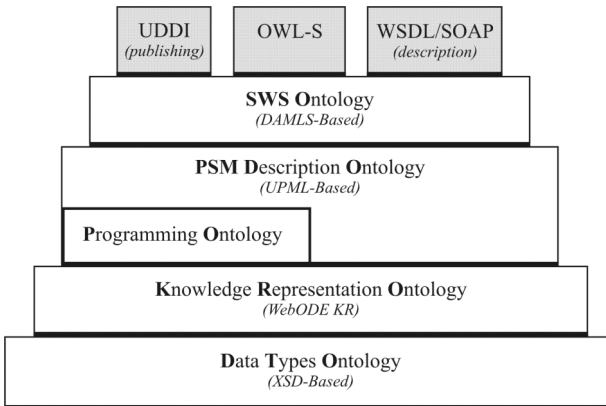 UDDI
(publishing)
OWL-S
WSDL/SOAP
(description)
SWS Ontology
(DAMLS-Based)
PSM Description Ontology
(UPML-Based)
Programming Ontology
Knowledge Representation Ontology
(WebODE KR)
Data Types Ontology
(XSD-Based)